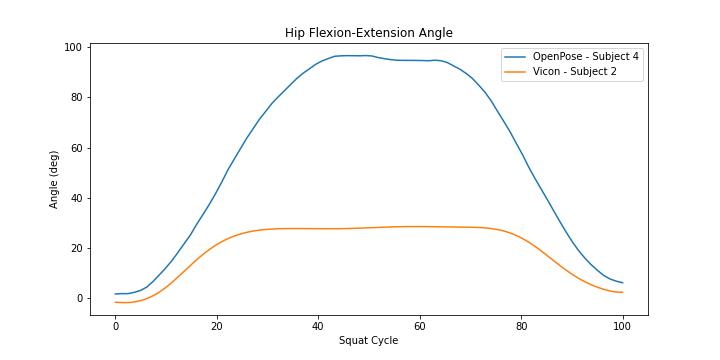 Hip Flexion-Extension Angle
OpenPose - Subject 4
Vicon - Subject 2
100
80
60
40
20
0
Angle (deg)
0 20 40 60 80 100
Squat Cycle